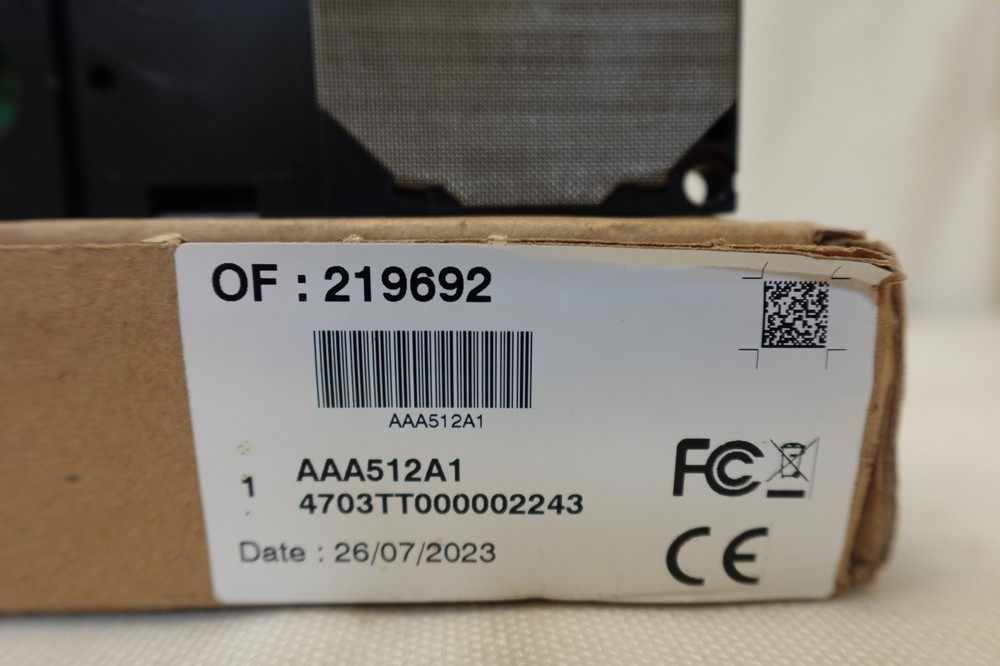 OF : 219692
AAA512A1
1 AAA512A1
4703TT000002243
FC
Date : 26/07/2023
CE